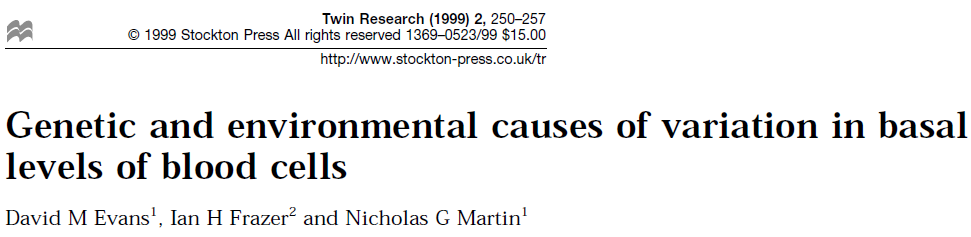 Twin Research (1999) 2, 250–257
© 1999 Stockton Press All rights reserved 1369–0523/99 $15.00
http://www.stockton-press.co.uk/tr
Genetic and environmental causes of variation in basal
levels of blood cells
David M Evans¹, Ian H Frazer² and Nicholas G Martin¹